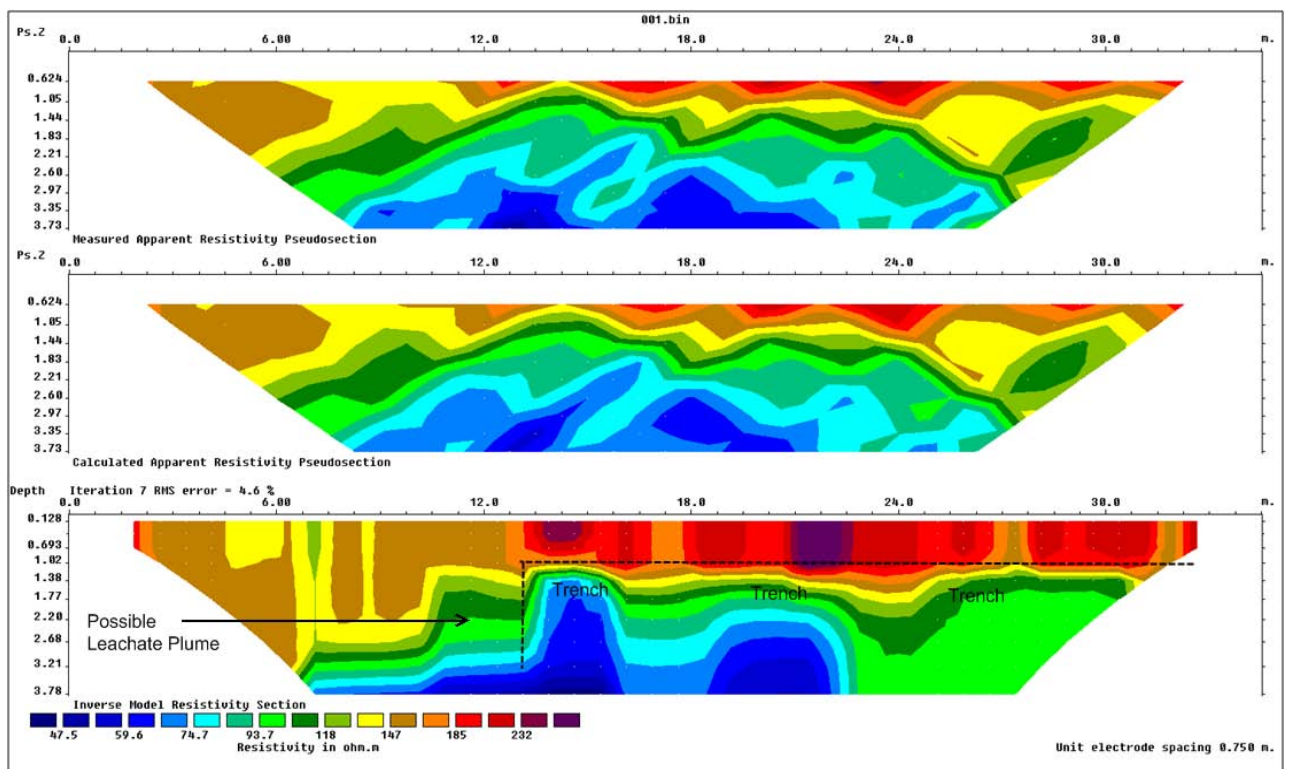 001.bin
Ps.Z 0.0 6.00 12.0 18.0 24.0 30.0 m.
0.624
1.05
1.44
1.83
2.21
2.60
2.97
3.35
3.73
Measured Apparent Resistivity Pseudosection
Ps.Z 0.0 6.00 12.0 18.0 24.0 30.0 m.
0.624
1.05
1.44
1.83
2.21
2.60
2.97
3.35
3.73
Calculated Apparent Resistivity Pseudosection
Depth Iteration 7 RMS error = 4.6 %
0.0 6.00 12.0 18.0 24.0 30.0 m.
0.128
0.693
1.02
1.38
1.77
2.20
2.68
3.21
3.78
Trench Trench Trench
Possible
Leachate Plume
Inverse Model Resistivity Section
47.5 59.6 74.7 93.7 118 147 185 232
Resistivity in ohm.m
Unit electrode spacing 0.750 m.